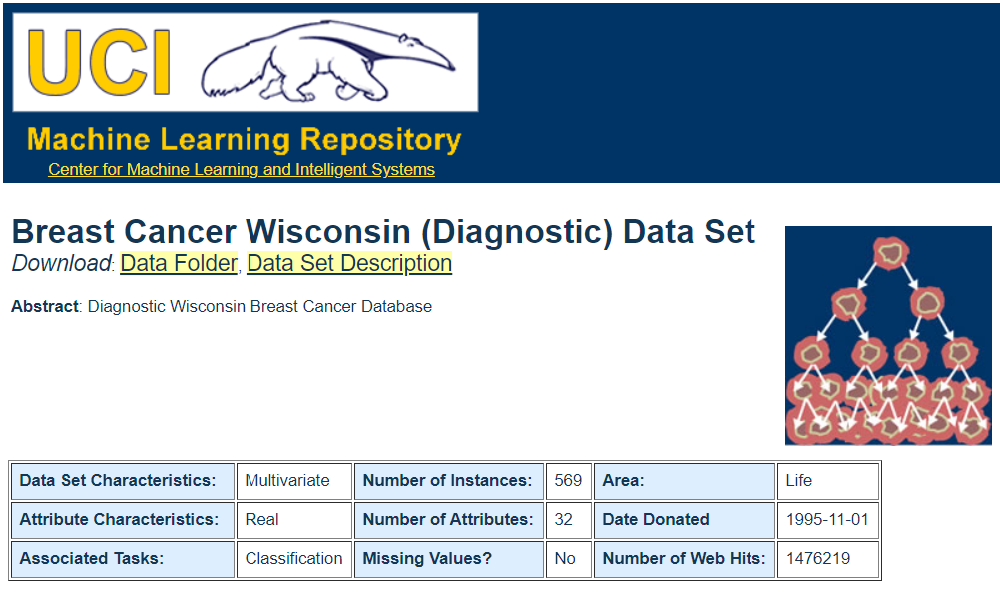 UCI
Machine Learning Repository
Center for Machine Learning and Intelligent Systems
Breast Cancer Wisconsin (Diagnostic) Data Set
Download: Data Folder, Data Set Description
Abstract: Diagnostic Wisconsin Breast Cancer Database
Data Set Characteristics: Multivariate Number of Instances: 569 Area: Life
Attribute Characteristics: Real Number of Attributes: 32 Date Donated 1995-11-01
Associated Tasks: Classification Missing Values? No Number of Web Hits: 1476219